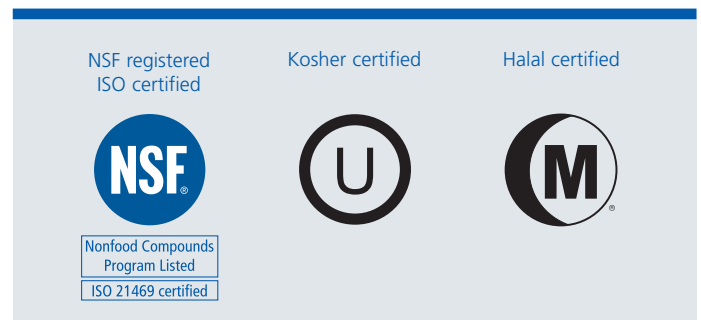 NSF registered
ISO certified
NSF®
Nonfood Compounds
Program Listed
ISO 21469 certified
Kosher certified
U
Halal certified
M®